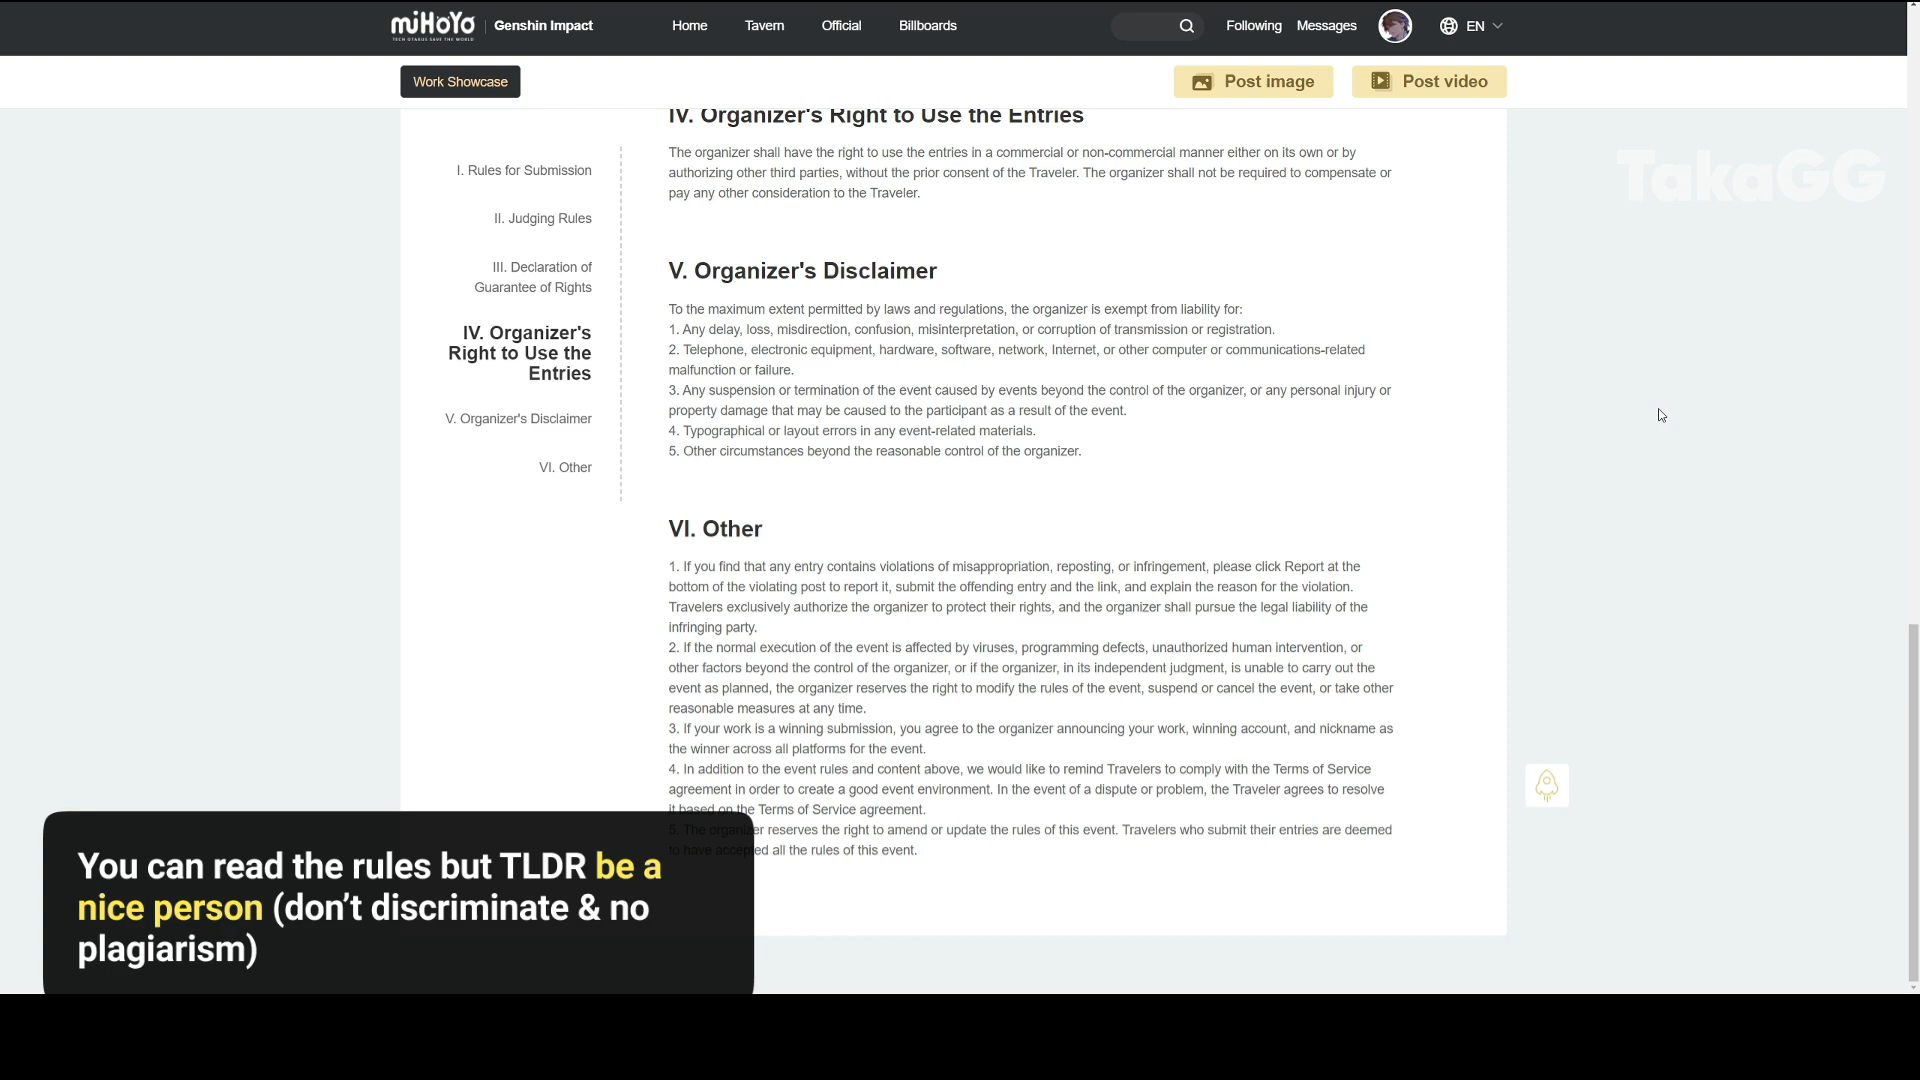 miHoYo
TECH OTAKUS SAVE THE WORLD
Genshin Impact
Home
Tavern
Official
Billboards
Following
Messages
EN
Work Showcase
Post image
Post video
TakaGG
I. Rules for Submission
II. Judging Rules
III. Declaration of
Guarantee of Rights
IV. Organizer's
Right to Use the
Entries
V. Organizer's Disclaimer
VI. Other
IV. Organizer's Right to Use the Entries
The organizer shall have the right to use the entries in a commercial or non-commercial manner either on its own or by
authorizing other third parties, without the prior consent of the Traveler. The organizer shall not be required to compensate or
pay any other consideration to the Traveler.
V. Organizer's Disclaimer
To the maximum extent permitted by laws and regulations, the organizer is exempt from liability for:
1. Any delay, loss, misdirection, confusion, misinterpretation, or corruption of transmission or registration.
2. Telephone, electronic equipment, hardware, software, network, Internet, or other computer or communications-related
malfunction or failure.
3. Any suspension or termination of the event caused by events beyond the control of the organizer, or any personal injury or
property damage that may be caused to the participant as a result of the event.
4. Typographical or layout errors in any event-related materials.
5. Other circumstances beyond the reasonable control of the organizer.
VI. Other
1. If you find that any entry contains violations of misappropriation, reposting, or infringement, please click Report at the
bottom of the violating post to report it, submit the offending entry and the link, and explain the reason for the violation.
Travelers exclusively authorize the organizer to protect their rights, and the organizer shall pursue the legal liability of the
infringing party.
2. If the normal execution of the event is affected by viruses, programming defects, unauthorized human intervention, or
other factors beyond the control of the organizer, or if the organizer, in its independent judgment, is unable to carry out the
event as planned, the organizer reserves the right to modify the rules of the event, suspend or cancel the event, or take other
reasonable measures at any time.
3. If your work is a winning submission, you agree to the organizer announcing your work, winning account, and nickname as
the winner across all platforms for the event.
4. In addition to the event rules and content above, we would like to remind Travelers to comply with the Terms of Service
agreement in order to create a good event environment. In the event of a dispute or problem, the Traveler agrees to resolve
it based on the Terms of Service agreement.
5. The organizer reserves the right to amend or update the rules of this event. Travelers who submit their entries are deemed
to have accepted all the rules of this event.
You can read the rules but TLDR be a
nice person (don't discriminate & no
plagiarism)